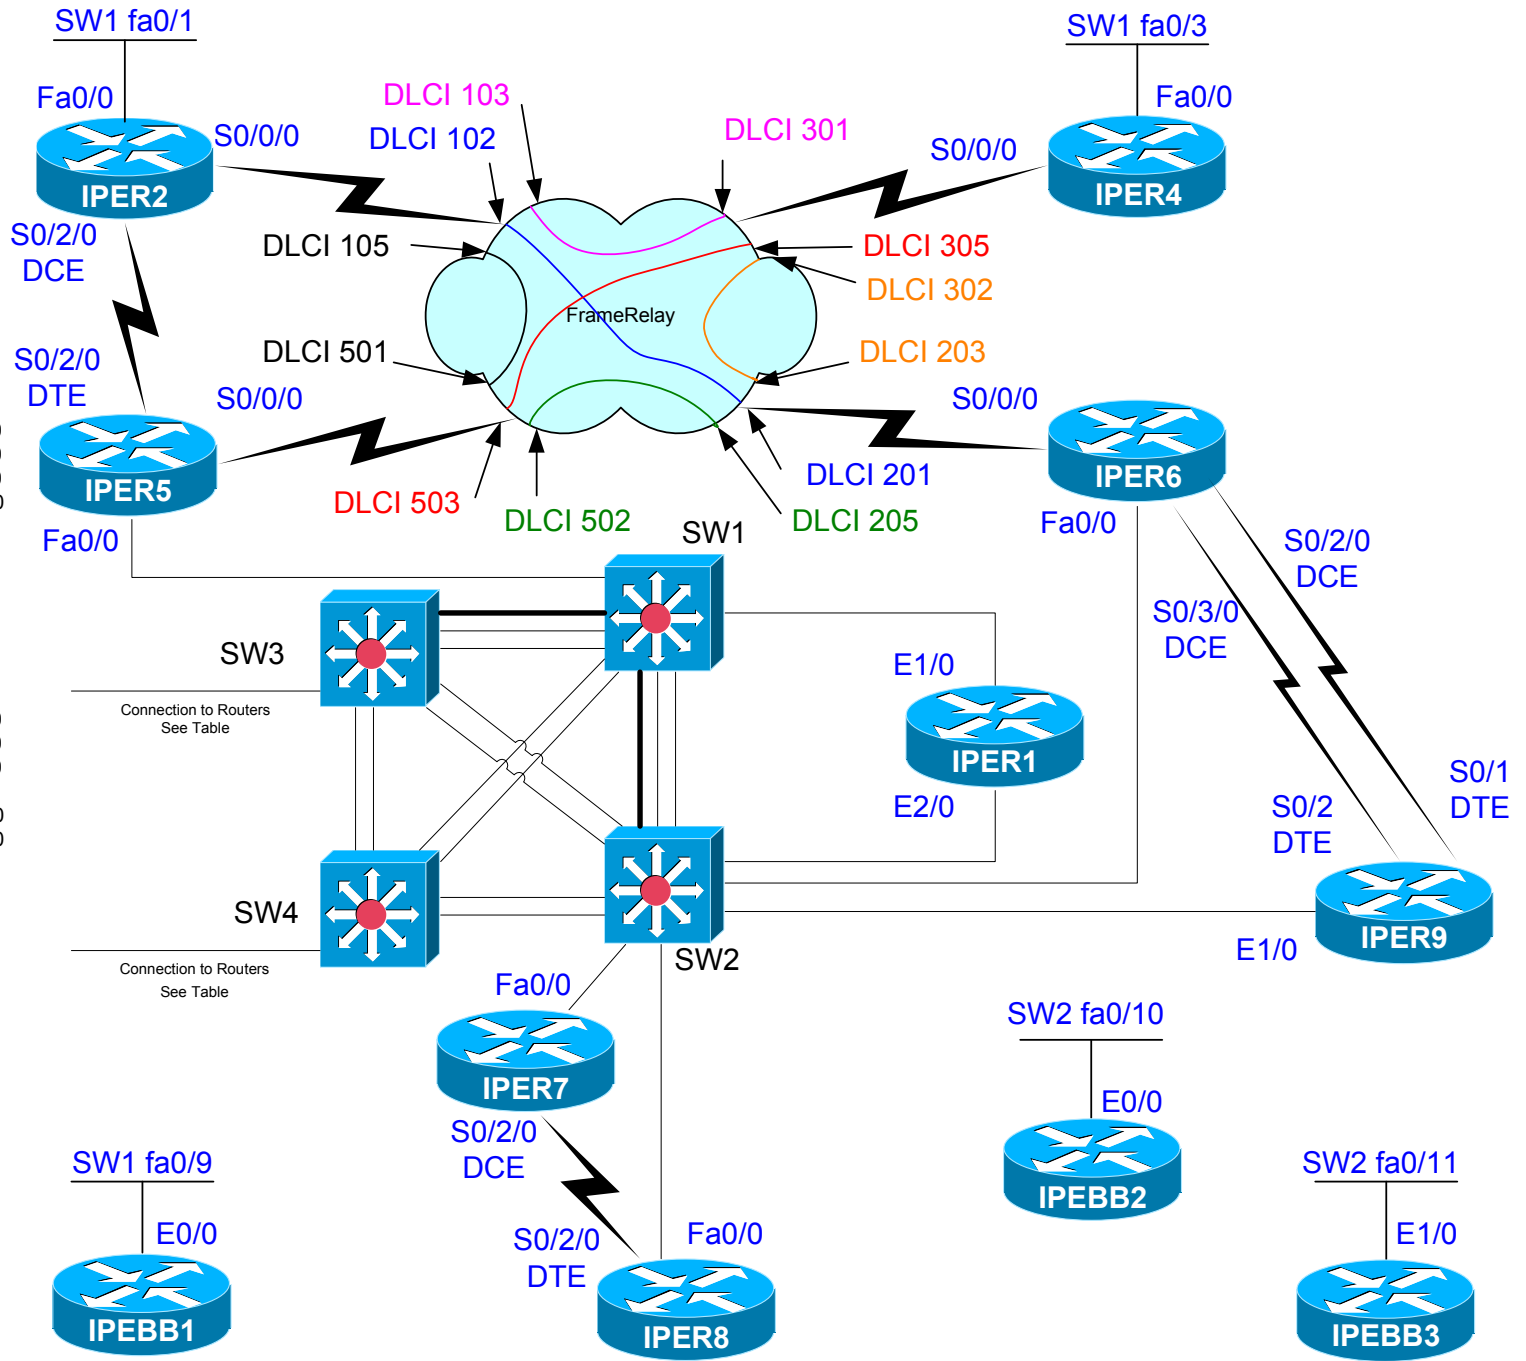 SW1 fa0/1
SW1 fa0/3
Fa0/0
DLCI 103
Fa0/0
DLCI 102
S0/0/0
DLCI 301
S0/0/0
IPER2
IPER4
S0/2/0
DCE
DLCI 105
DLCI 305
DLCI 302
FrameRelay
DLCI 501
DLCI 203
S0/2/0
DTE
S0/0/0
S0/0/0
IPER5
IPER6
DLCI 201
DLCI 503
DLCI 502
DLCI 205
Fa0/0
SW1
Fa0/0
S0/2/0
DCE
S0/3/0
DCE
SW3
E1/0
Connection to Routers
See Table
IPER1
E2/0
S0/1
DTE
S0/2
DTE
SW4
SW2
IPER9
E1/0
Connection to Routers
See Table
Fa0/0
SW2 fa0/10
IPER7
E0/0
S0/2/0
DCE
SW1 fa0/9
SW2 fa0/11
IPEBB2
E0/0
S0/2/0
DTE
Fa0/0
E1/0
IPEBB1
IPER8
IPEBB3